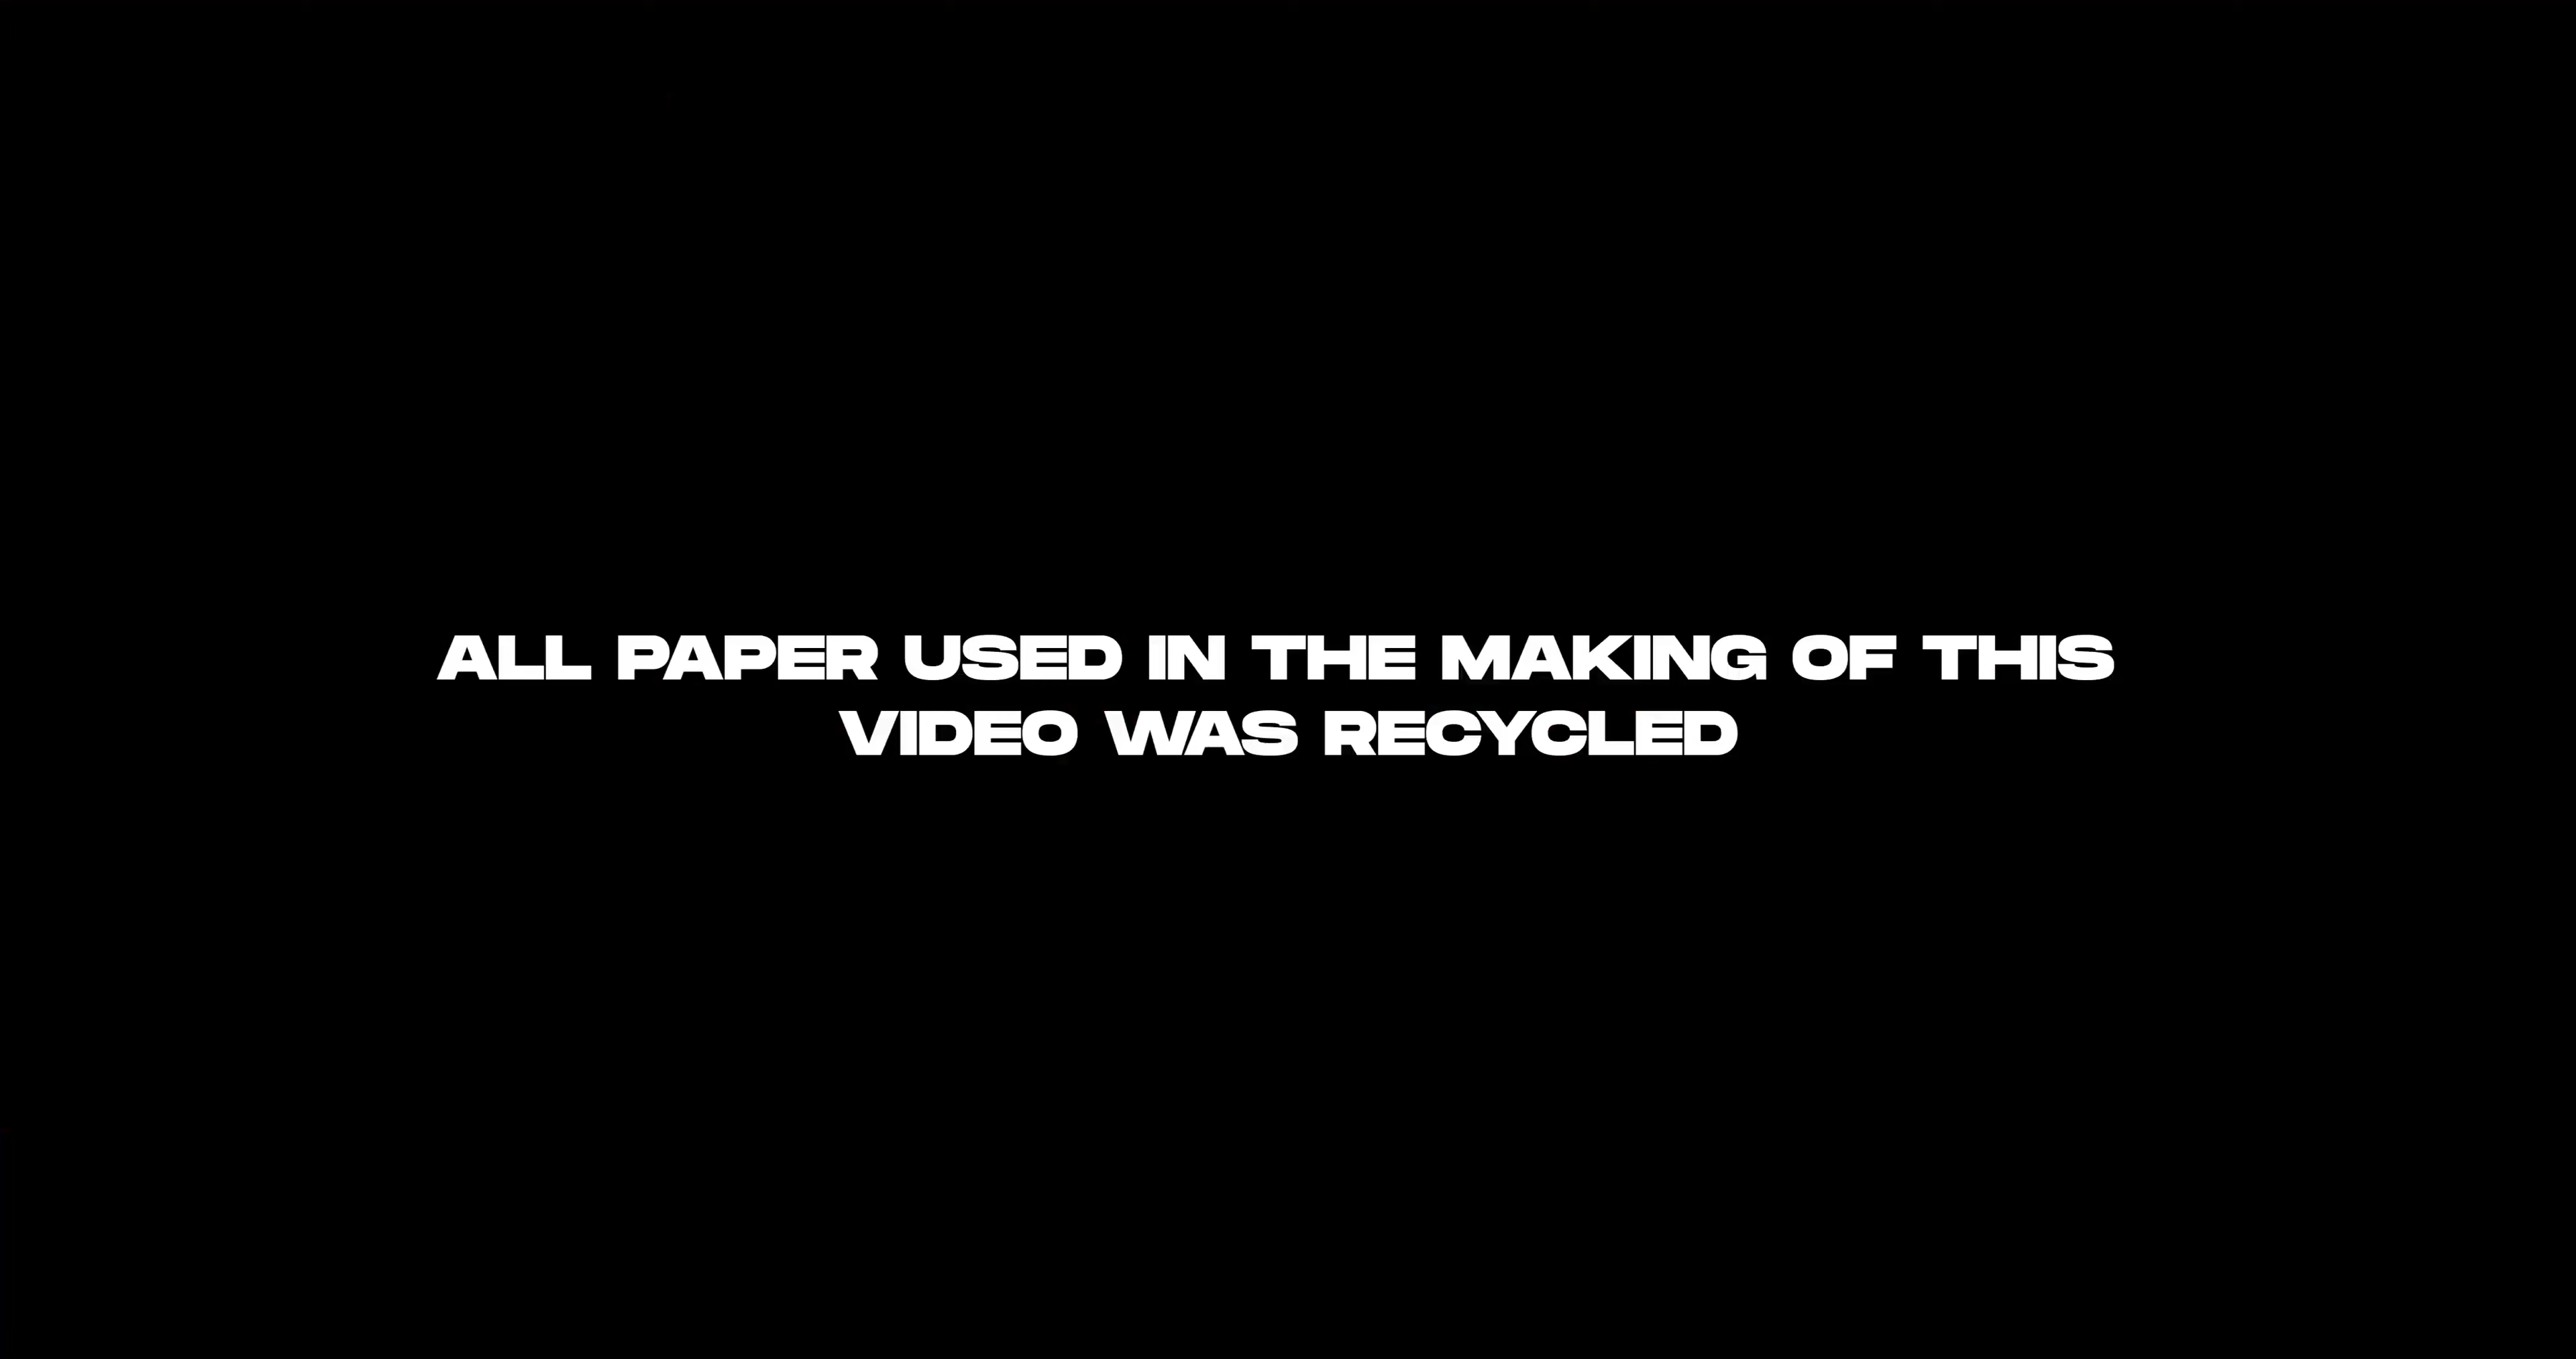 ALL PAPER USED IN THE MAKING OF THIS
VIDEO WAS RECYCLED